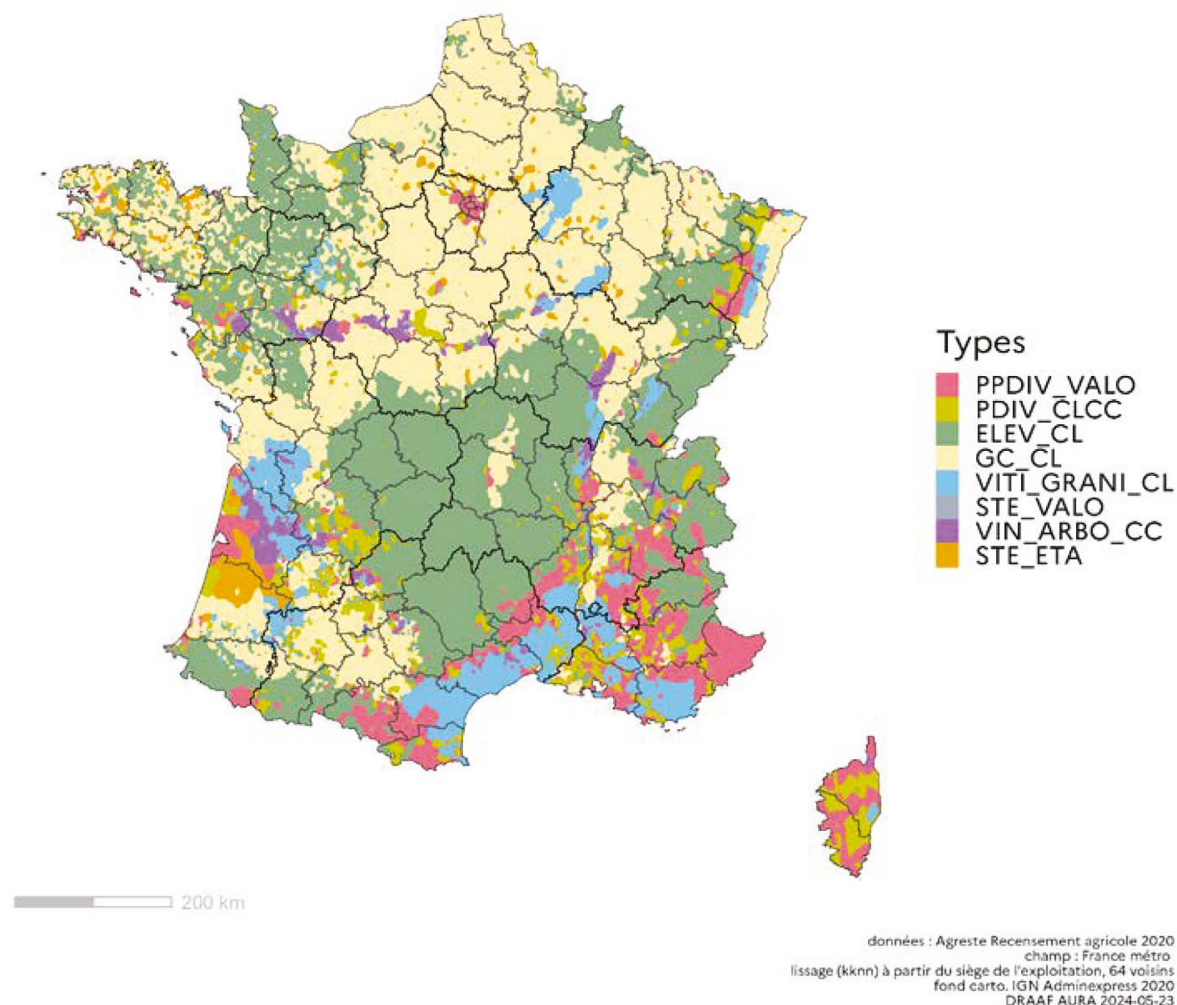 Types
PPDIV_VALO
PDIV_CLCC
ELEV_CL
GC_CL
VITI_GRANI_CL
STE_VALO
VIN_ARBO_CC
STE_ETA
200 km
données : Agreste Recensement agricole 2020
champ : France métro
lissage (kknn) à partir du siège de l'exploitation, 64 voisins
fond carto. IGN Adminexpress 2020
DRAAF AURA 2024-05-23